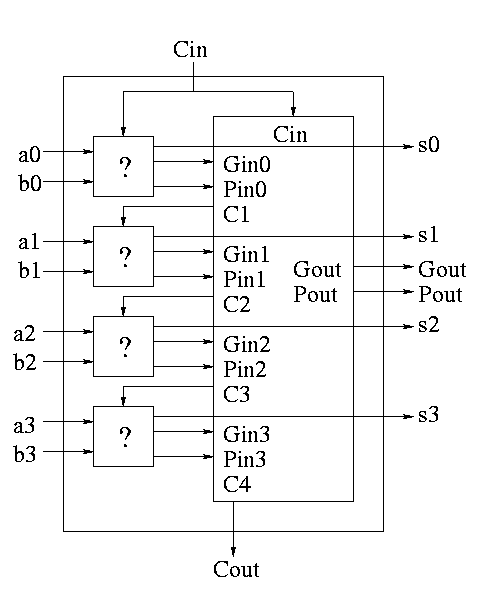 Cin
Cin
a0
?
s0
Gin0
b0
Pin0
C1
a1
?
s1
Gin1
b1
Pin1
Gout
Gout
C2
Pout
Pout
a2
?
s2
Gin2
b2
Pin2
C3
a3
?
s3
Gin3
b3
Pin3
C4
Cout